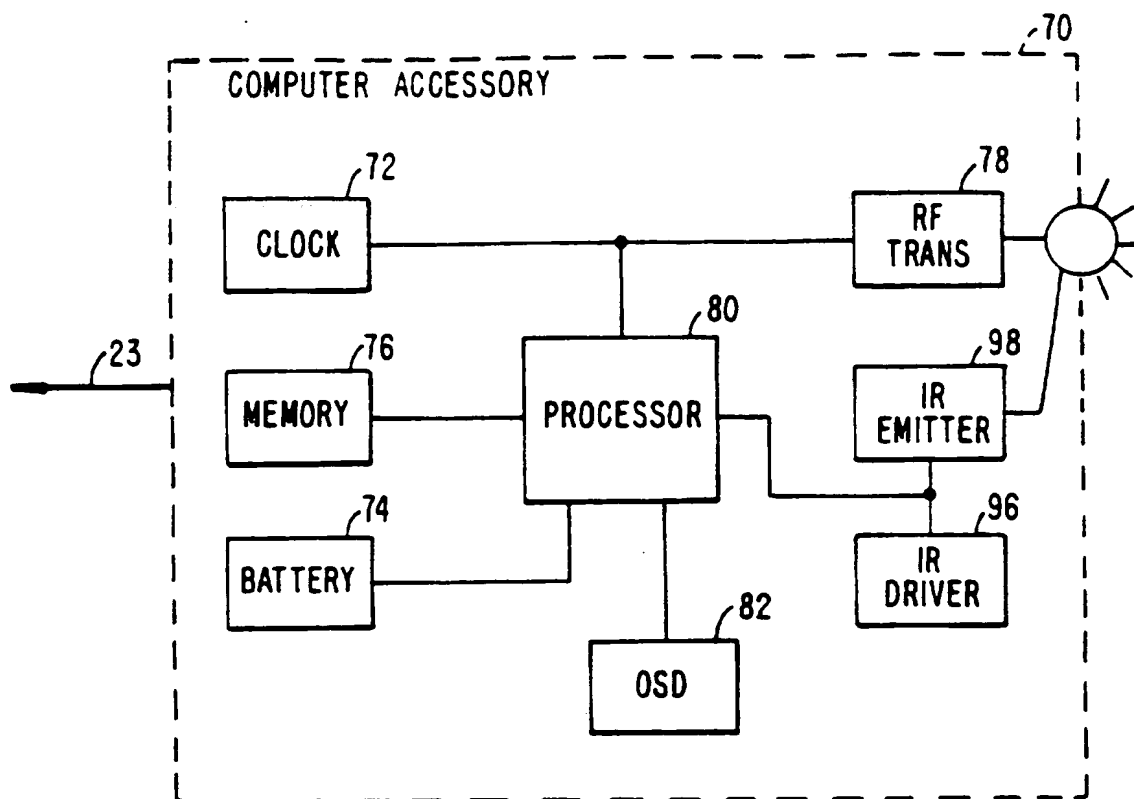 70
COMPUTER ACCESSORY
72
CLOCK
78
RF
TRANS
23
76
MEMORY
80
PROCESSOR
98
IR
EMITTER
74
BATTERY
96
IR
DRIVER
82
OSD